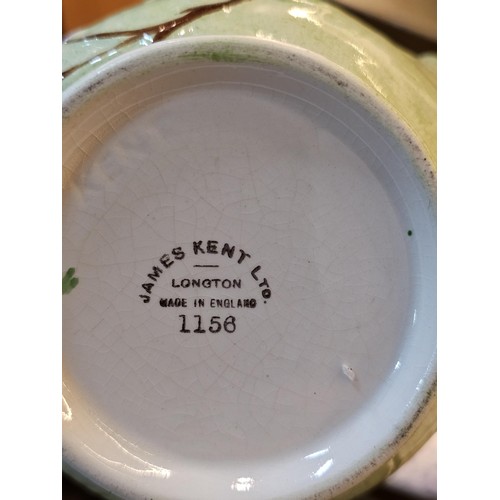 JAMES KENT LTD.
LONGTON
MADE IN ENGLAND
1156